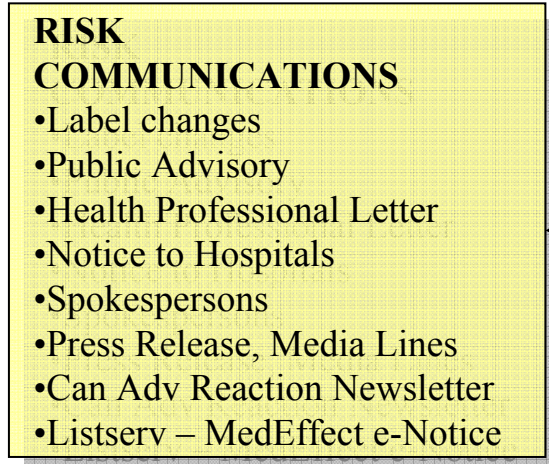 RISK
COMMUNICATIONS
•Label changes
•Public Advisory
•Health Professional Letter
•Notice to Hospitals
•Spokespersons
•Press Release, Media Lines
•Can Adv Reaction Newsletter
•Listserv – MedEffect e-Notice